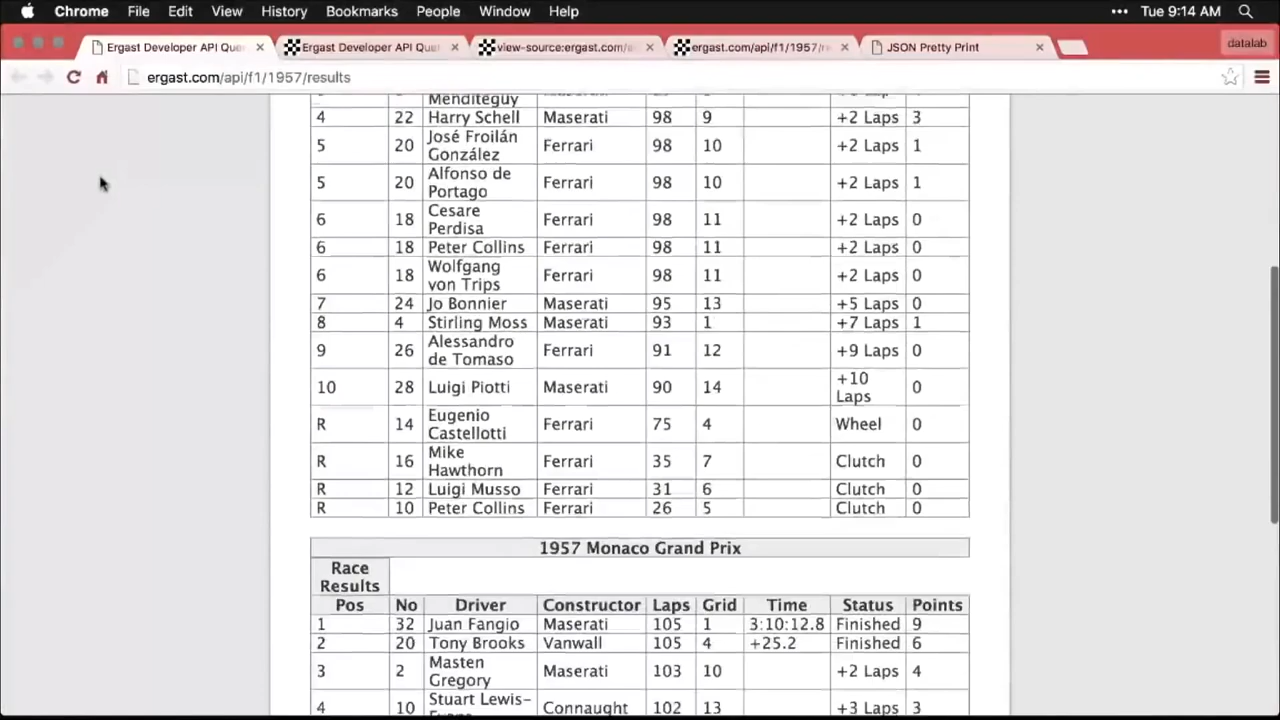 Chrome File Edit View History Bookmarks People Window Help ••• Tue 9:14 AM
Ergast Developer API Que × Ergast Developer API Que × view-source:ergast.com/a × ergast.com/api/f1/1957/r × JSON Pretty Print × datalab
ergast.com/api/f1/1957/results
Menditeguy
4 22 Harry Schell Maserati 98 9 +2 Laps 3
5 20 José Froilán González Ferrari 98 10 +2 Laps 1
5 20 Alfonso de Portago Ferrari 98 10 +2 Laps 1
6 18 Cesare Perdisa Ferrari 98 11 +2 Laps 0
6 18 Peter Collins Ferrari 98 11 +2 Laps 0
6 18 Wolfgang von Trips Ferrari 98 11 +2 Laps 0
7 24 Jo Bonnier Maserati 95 13 +5 Laps 0
8 4 Stirling Moss Maserati 93 1 +7 Laps 1
9 26 Alessandro de Tomaso Ferrari 91 12 +9 Laps 0
10 28 Luigi Piotti Maserati 90 14 +10 Laps 0
R 14 Eugenio Castellotti Ferrari 75 4 Wheel 0
R 16 Mike Hawthorn Ferrari 35 7 Clutch 0
R 12 Luigi Musso Ferrari 31 6 Clutch 0
R 10 Peter Collins Ferrari 26 5 Clutch 0
1957 Monaco Grand Prix
Race Results
Pos No Driver Constructor Laps Grid Time Status Points
1 32 Juan Fangio Maserati 105 1 3:10:12.8 Finished 9
2 20 Tony Brooks Vanwall 105 4 +25.2 Finished 6
3 2 Masten Gregory Maserati 103 10 +2 Laps 4
4 10 Stuart Lewis- Connaught 102 13 +3 Laps 3